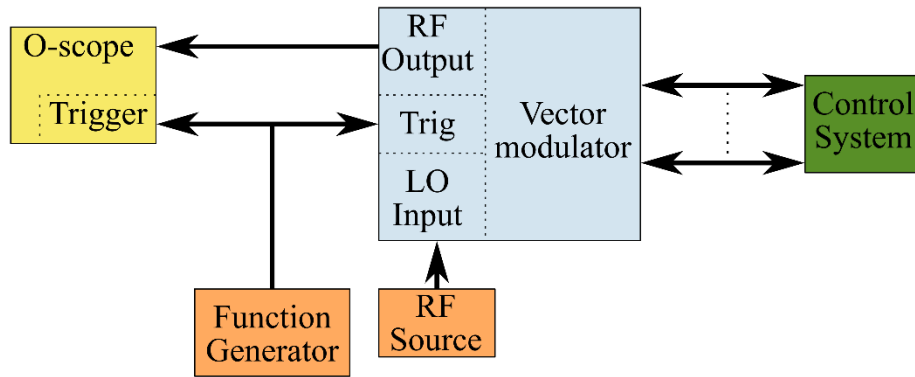 O-scope
Trigger
RF
Output
Trig
LO
Input
Vector
modulator
Control
System
Function
Generator
RF
Source